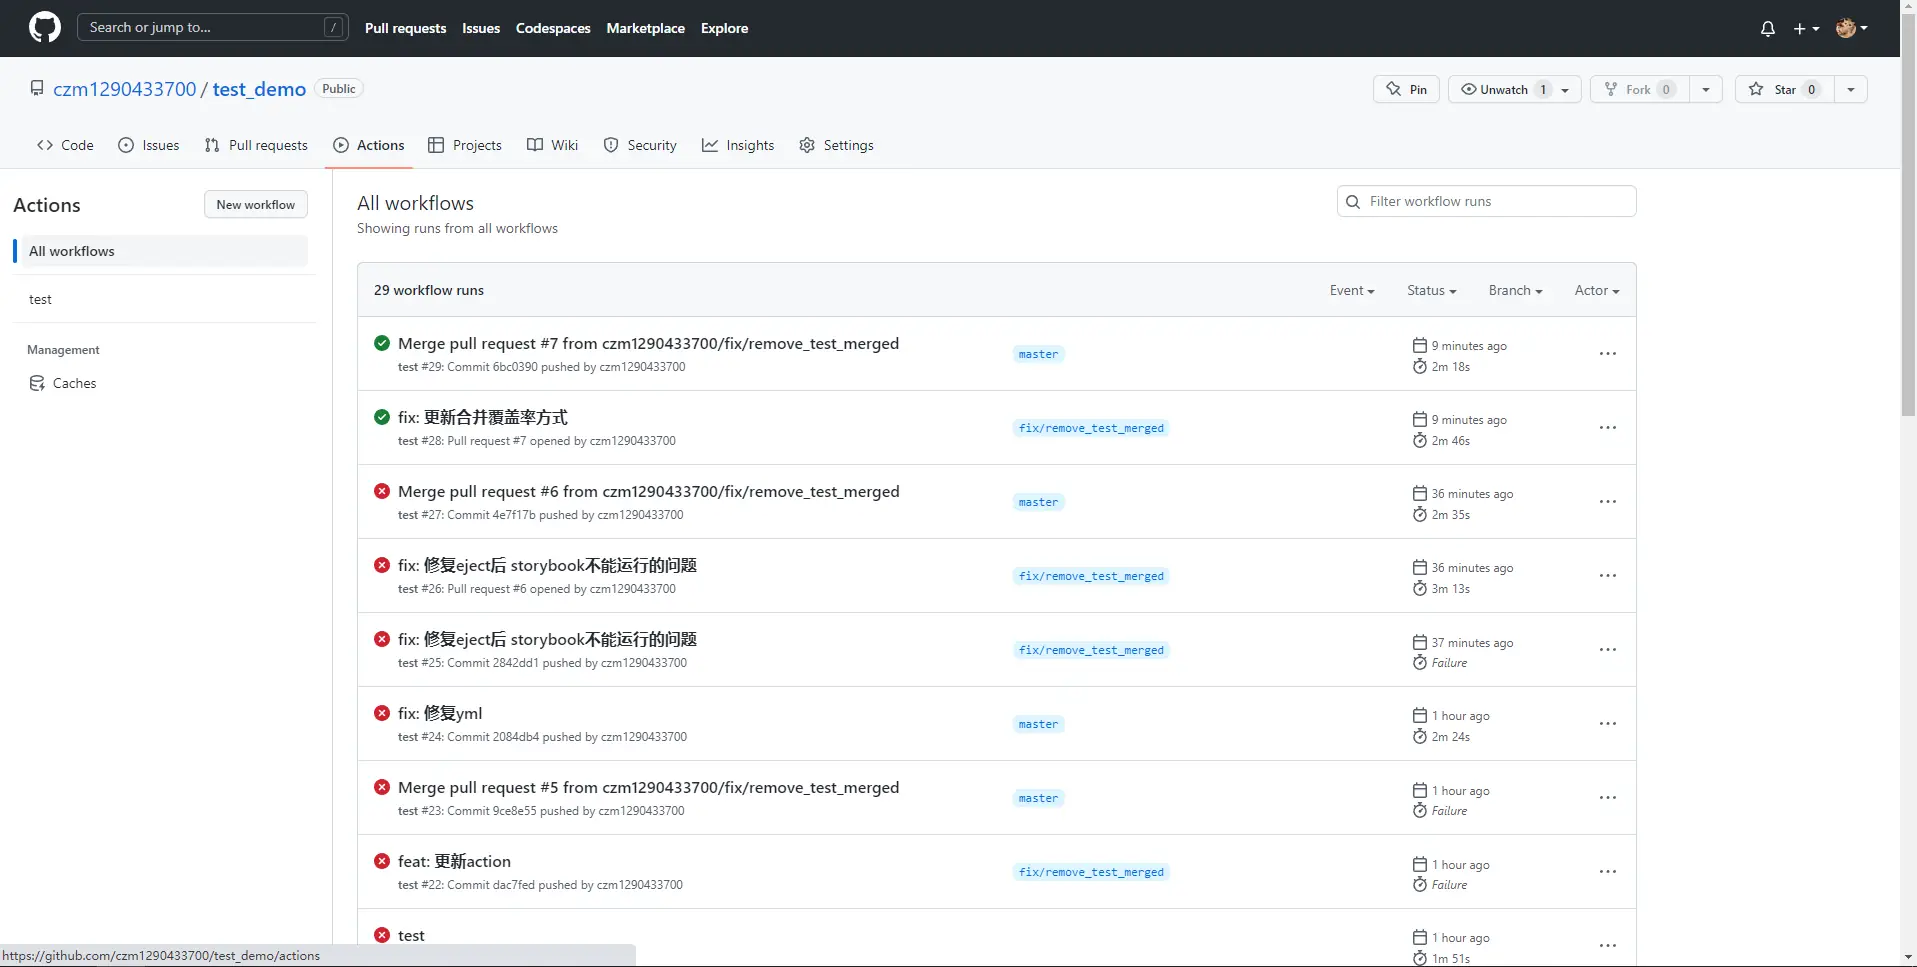 Search or jump to... /
Pull requests Issues Codespaces Marketplace Explore
czm1290433700 / test_demo Public
Pin Unwatch 1 Fork 0 Star 0
Code Issues Pull requests Actions Projects Wiki Security Insights Settings
Actions
New workflow
All workflows
test
Management
Caches
All workflows
Showing runs from all workflows
Filter workflow runs
29 workflow runs
Event Status Branch Actor
Merge pull request #7 from czm1290433700/fix/remove_test_merged
test #29: Commit 6bc0390 pushed by czm1290433700
master
9 minutes ago
2m 18s
fix: 更新合并覆盖率方式
test #28: Pull request #7 opened by czm1290433700
fix/remove_test_merged
9 minutes ago
2m 46s
Merge pull request #6 from czm1290433700/fix/remove_test_merged
test #27: Commit 4e7f17b pushed by czm1290433700
master
36 minutes ago
2m 35s
fix: 修复eject后 storybook不能运行的问题
test #26: Pull request #6 opened by czm1290433700
fix/remove_test_merged
36 minutes ago
3m 13s
fix: 修复eject后 storybook不能运行的问题
test #25: Commit 2842dd1 pushed by czm1290433700
fix/remove_test_merged
37 minutes ago
Failure
fix: 修复yml
test #24: Commit 2084db4 pushed by czm1290433700
master
1 hour ago
2m 24s
Merge pull request #5 from czm1290433700/fix/remove_test_merged
test #23: Commit 9ce8e55 pushed by czm1290433700
master
1 hour ago
Failure
feat: 更新action
test #22: Commit dac7fed pushed by czm1290433700
fix/remove_test_merged
1 hour ago
Failure
test
1 hour ago
1m 51s
https://github.com/czm1290433700/test_demo/actions